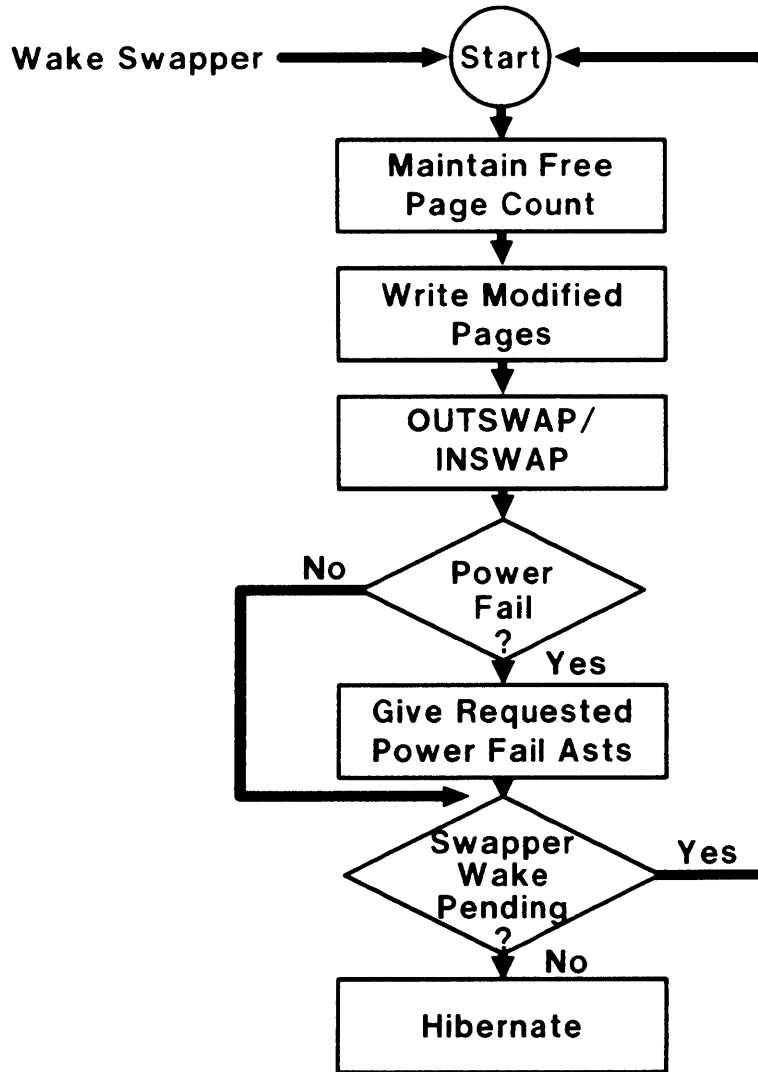 Wake Swapper
Start
Maintain Free
Page Count
Write Modified
Pages
OUTSWAP/
INSWAP
No
Power
Fail
?
Yes
Give Requested
Power Fail Asts
Swapper
Wake
Pending
?
Yes
No
Hibernate